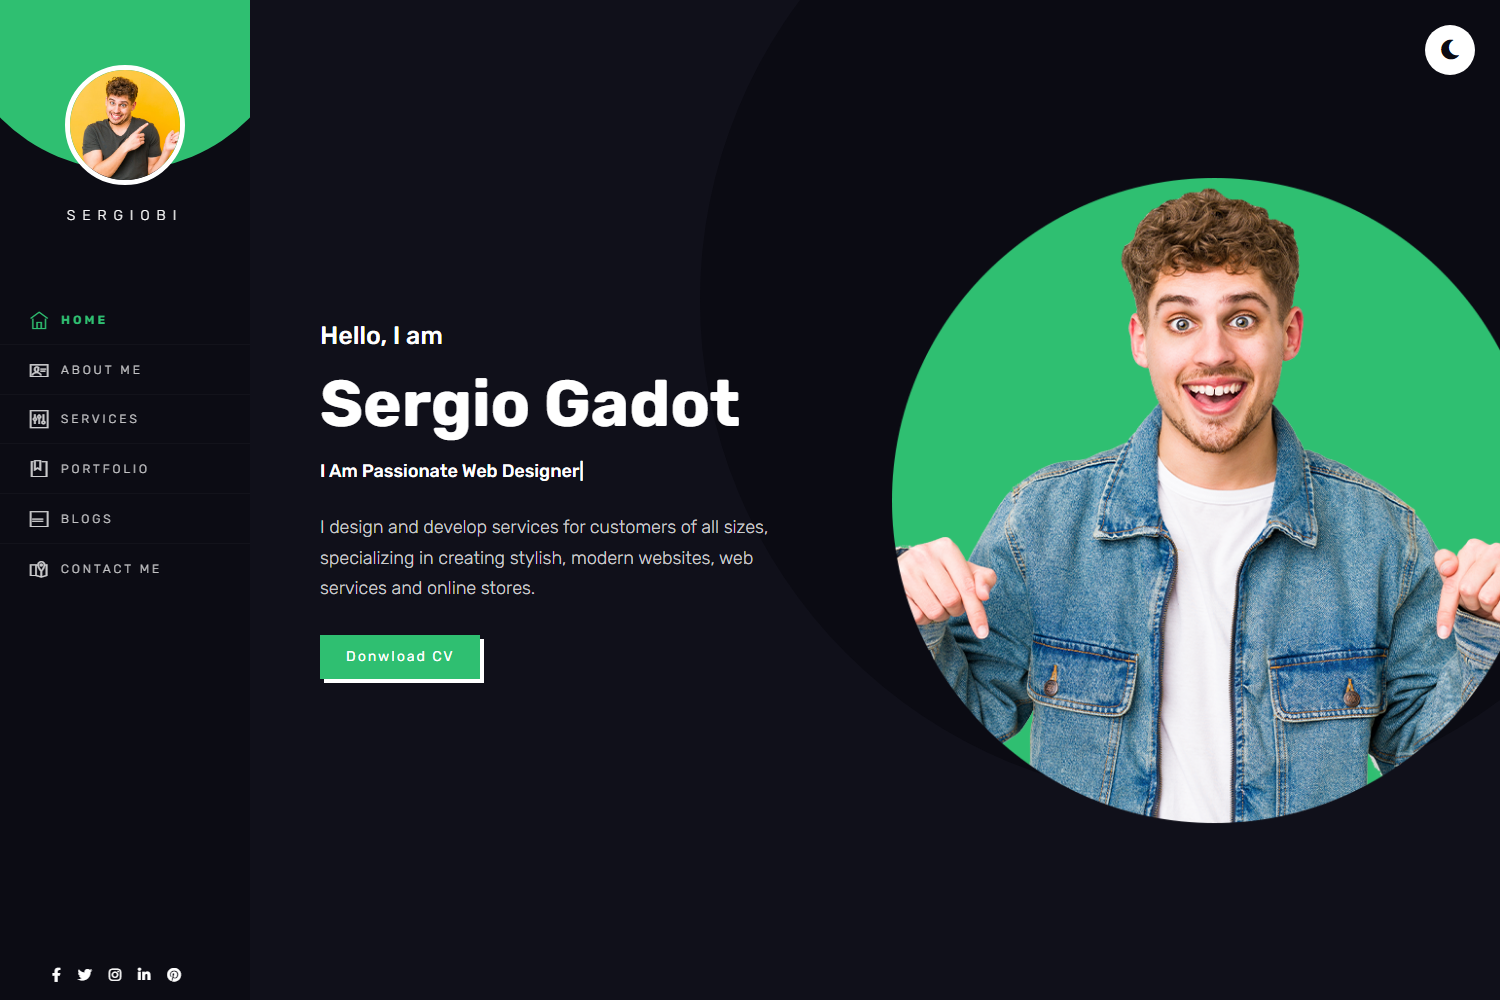 SERGIOBI
HOME
ABOUT ME
SERVICES
PORTFOLIO
BLOGS
CONTACT ME
Hello, I am
Sergio Gadot
I Am Passionate Web Designer|
I design and develop services for customers of all sizes,
specializing in creating stylish, modern websites, web
services and online stores.
Donwload CV